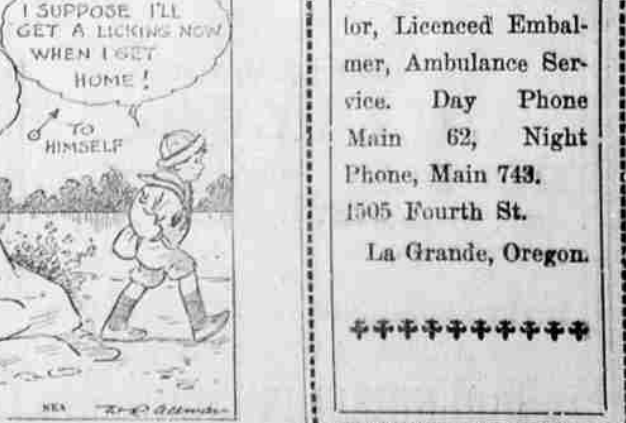 I SUPPOSE I'LL
GET A LICKING NOW
WHEN I GET
HOME!
TO
HIMSELF
NEA
lor, Licenced Embal-
mer, Ambulance Ser-
vice. Day Phone
Main 62, Night
Phone, Main 743.
1505 Fourth St.
La Grande, Oregon.